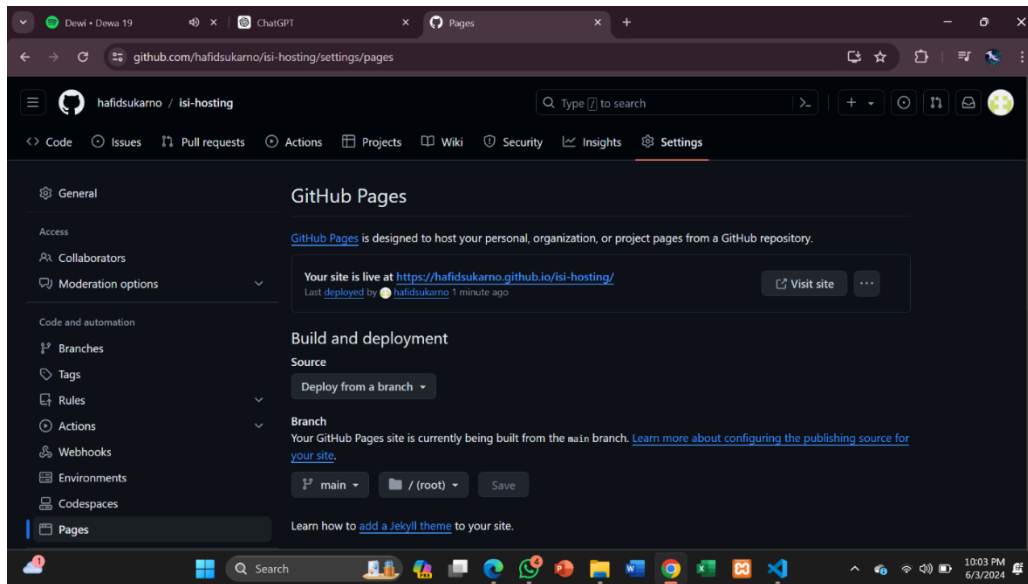 Dewi • Dewa 19
ChatGPT
Pages
github.com/hafidsukarno/isi-hosting/settings/pages
hafidsukarno / isi-hosting
Type / to search
Code Issues Pull requests Actions Projects Wiki Security Insights Settings
General
Access
Collaborators
Moderation options
Code and automation
Branches
Tags
Rules
Actions
Webhooks
Environments
Codespaces
Pages
GitHub Pages
GitHub Pages is designed to host your personal, organization, or project pages from a GitHub repository.
Your site is live at https://hafidsukarno.github.io/isi-hosting/
Last deployed by hafidsukarno 1 minute ago
Visit site
Build and deployment
Source
Deploy from a branch
Branch
Your GitHub Pages site is currently being built from the main branch. Learn more about configuring the publishing source for
your site.
main / (root) Save
Learn how to add a Jekyll theme to your site.
1
Search
4
10:03 PM
6/3/2024